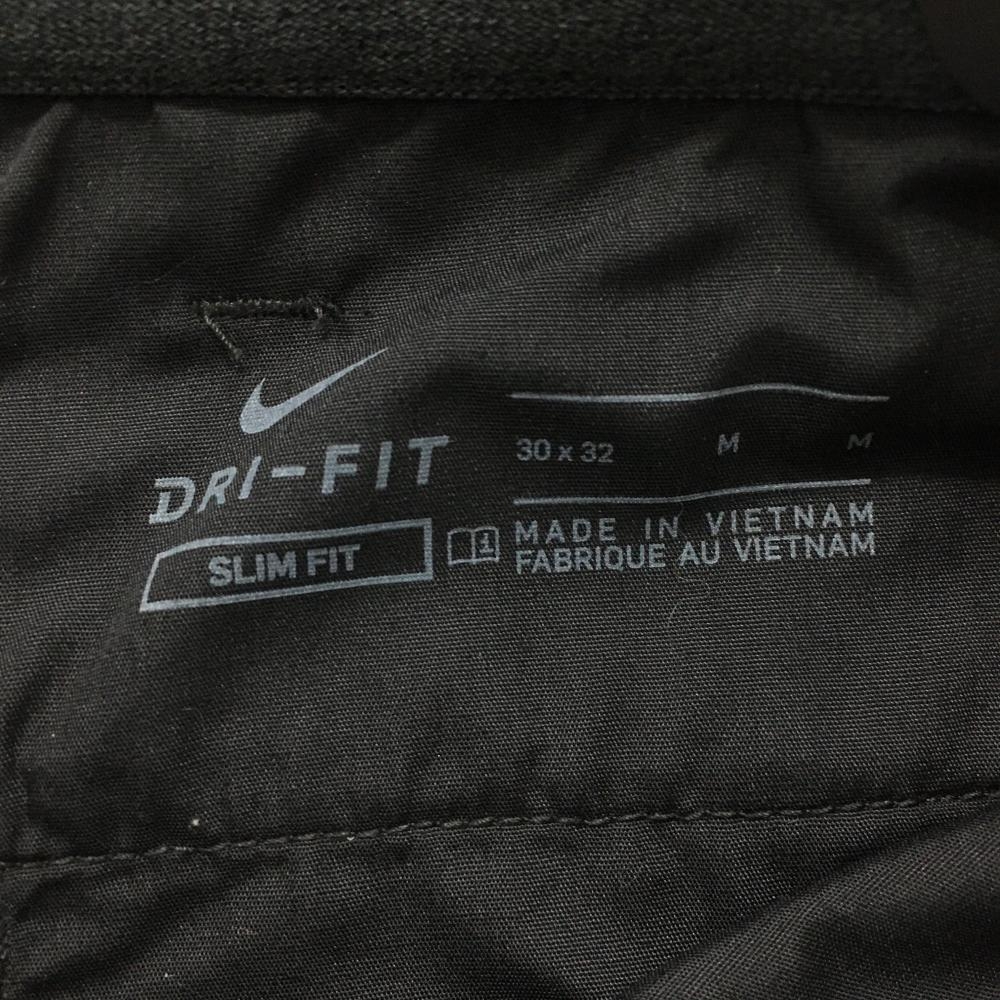 DRI-FIT
SLIM FIT
30 x 32 M M
MADE IN VIETNAM
FABRIQUE AU VIETNAM